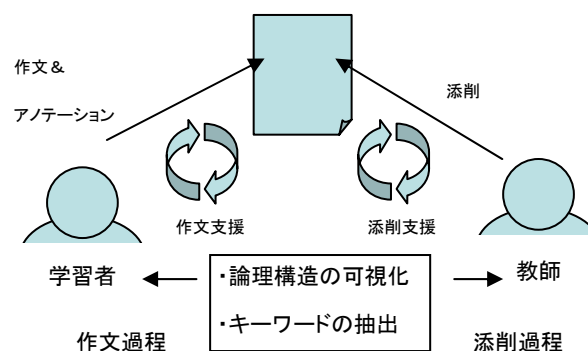 作文＆
アノテーション
添削
作文支援
添削支援
学習者
・論理構造の可視化
・キーワードの抽出
教師
作文過程
添削過程